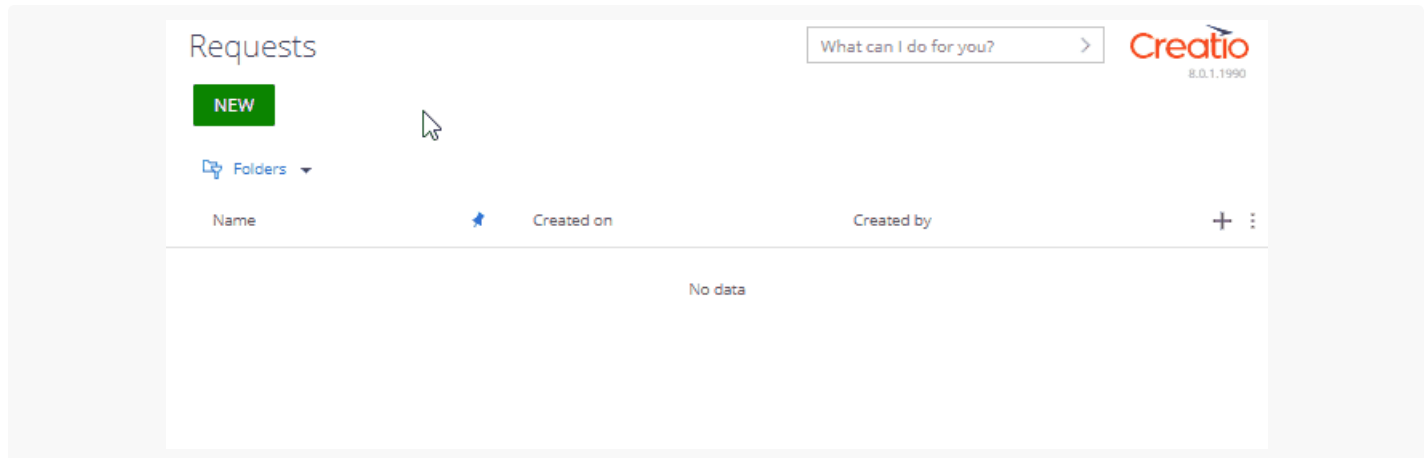 Requests
What can I do for you?
Creatio
8.0.1.1990
NEW
Folders
Name Created on Created by
No data